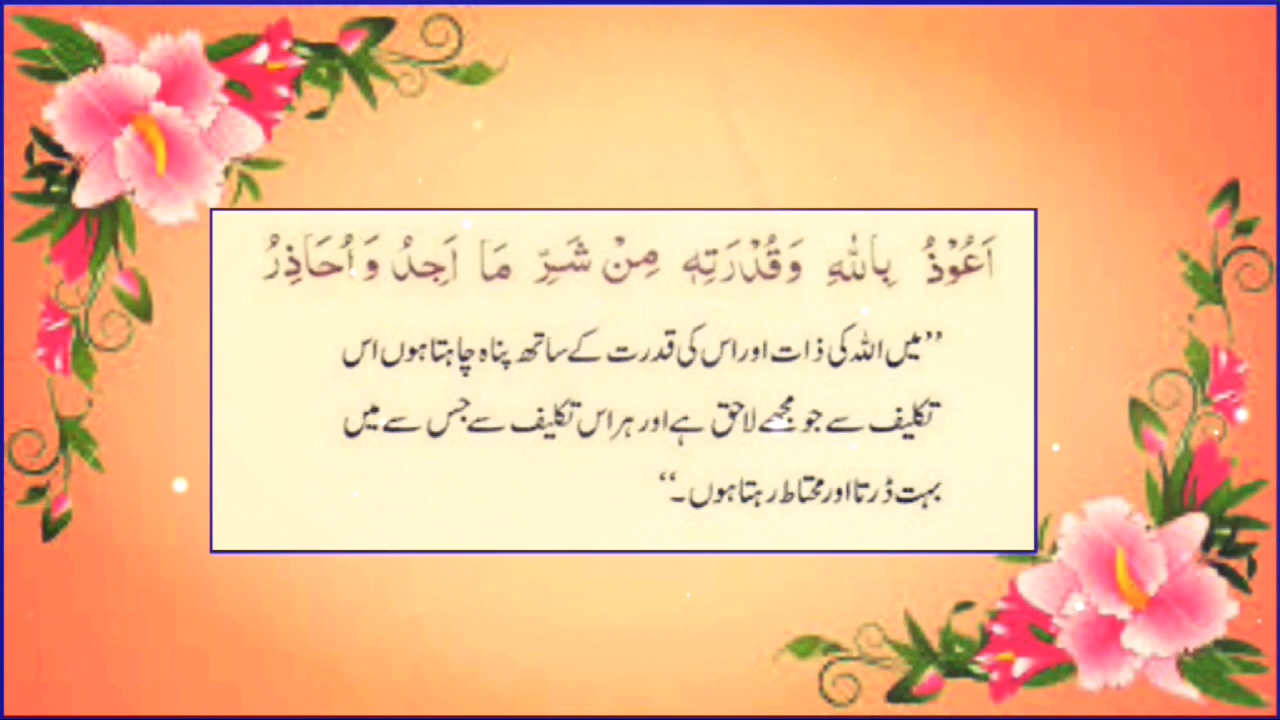 اَعُوْذُ بِاللّٰهِ وَقُدْرَتِهٖ مِنْ شَرِّ مَا اَجِدُ وَاُحَاذِرُ
’’میں اللہ کی ذات اور اس کی قدرت کے ساتھ پناہ چاہتا ہوں اس
تکلیف سے جو مجھے لاحق ہے اور ہر اس تکلیف سے جس سے میں
بہت ڈرتا اور محتاط رہتا ہوں۔‘‘